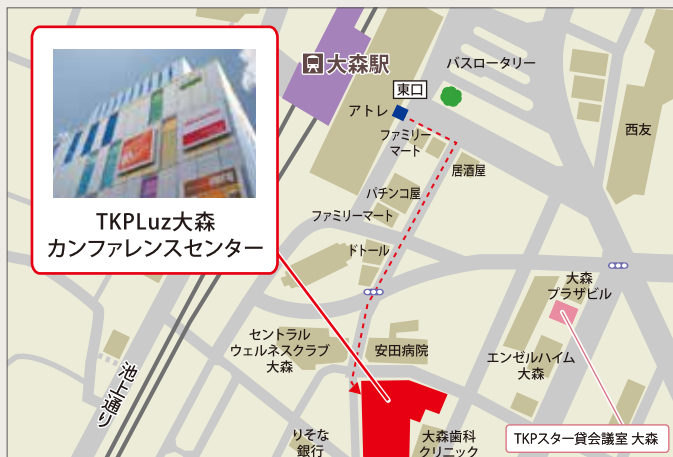 大森駅
バスロータリー
東口
アトレ
ファミリー
マート
西友
居酒屋
パチンコ屋
ファミリーマート
ドトール
TKPLuz大森
カンファレンスセンター
大森
プラザビル
セントラル
ウェルネスクラブ
大森
安田病院
エンゼルハイム
大森
池上通り
りそな
銀行
大森歯科
クリニック
TKPスター貸会議室 大森